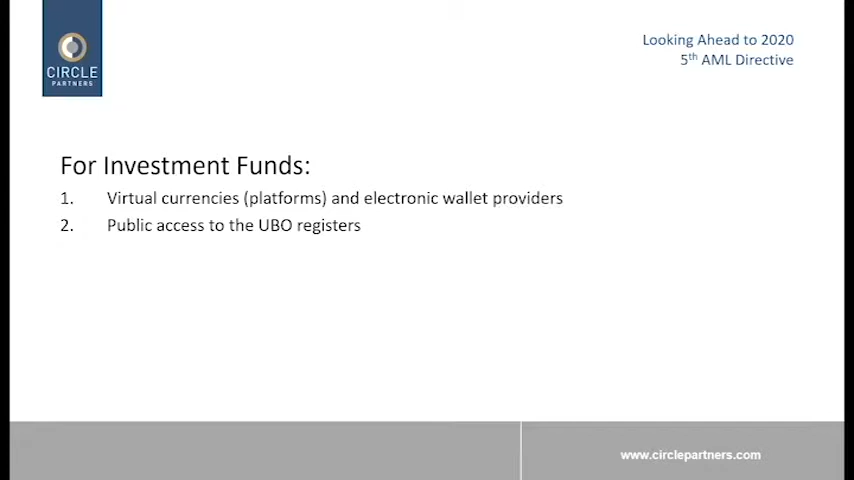 CIRCLE
PARTNERS
Looking Ahead to 2020
5th AML Directive
For Investment Funds:
1. Virtual currencies (platforms) and electronic wallet providers
2. Public access to the UBO registers
www.circlepartners.com